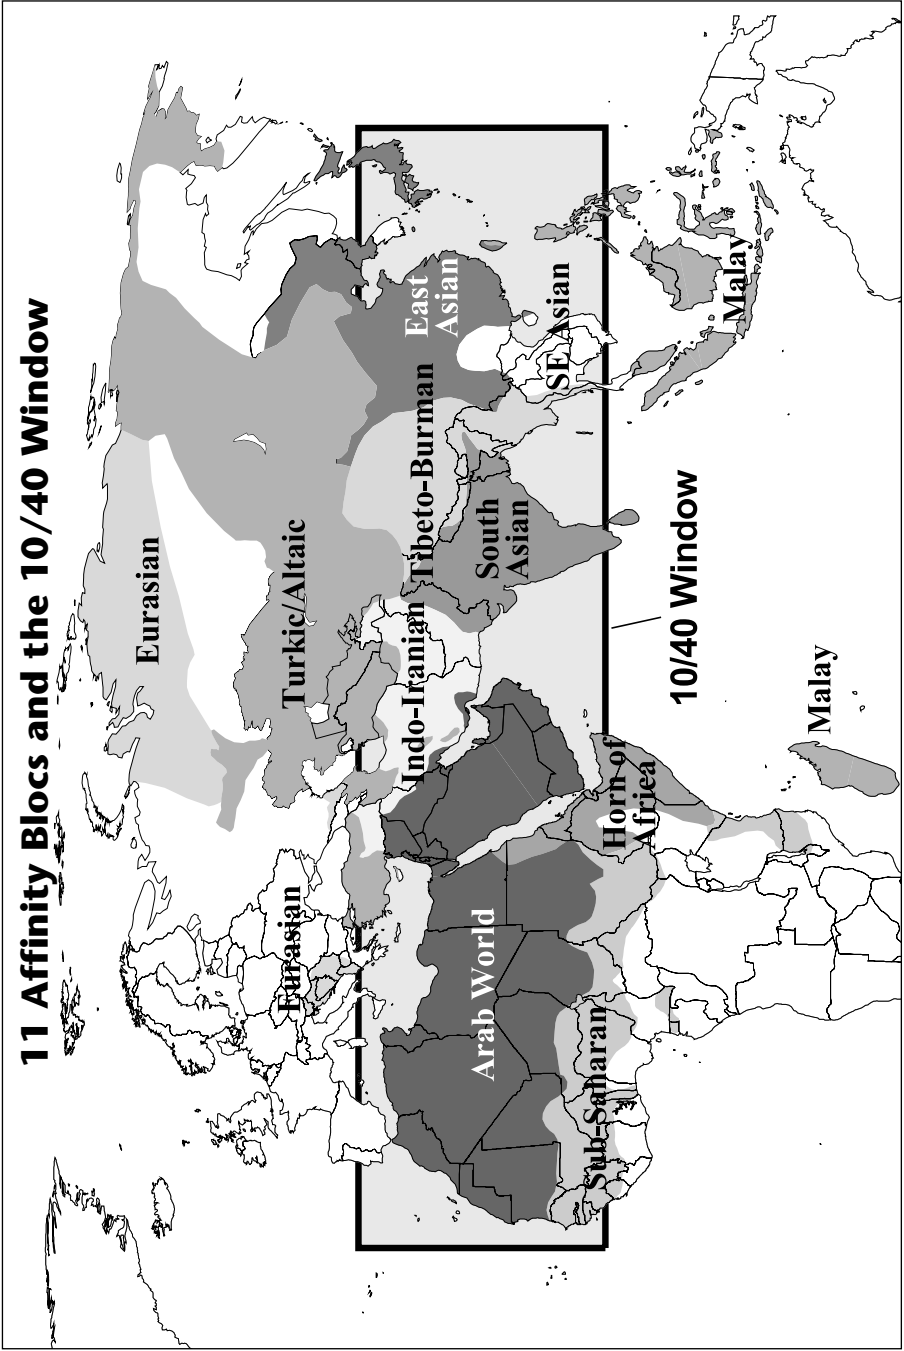 11 Affinity Blocs and the 10/40 Window
Eurasian
Eurasian
Turkic/Altaic
Indo-Iranian
Tibeto-Burman
East
Asian
Arab World
South
Asian
SE Asian
Sub-Saharan
Horn of
Africa
10/40 Window
Malay
Malay